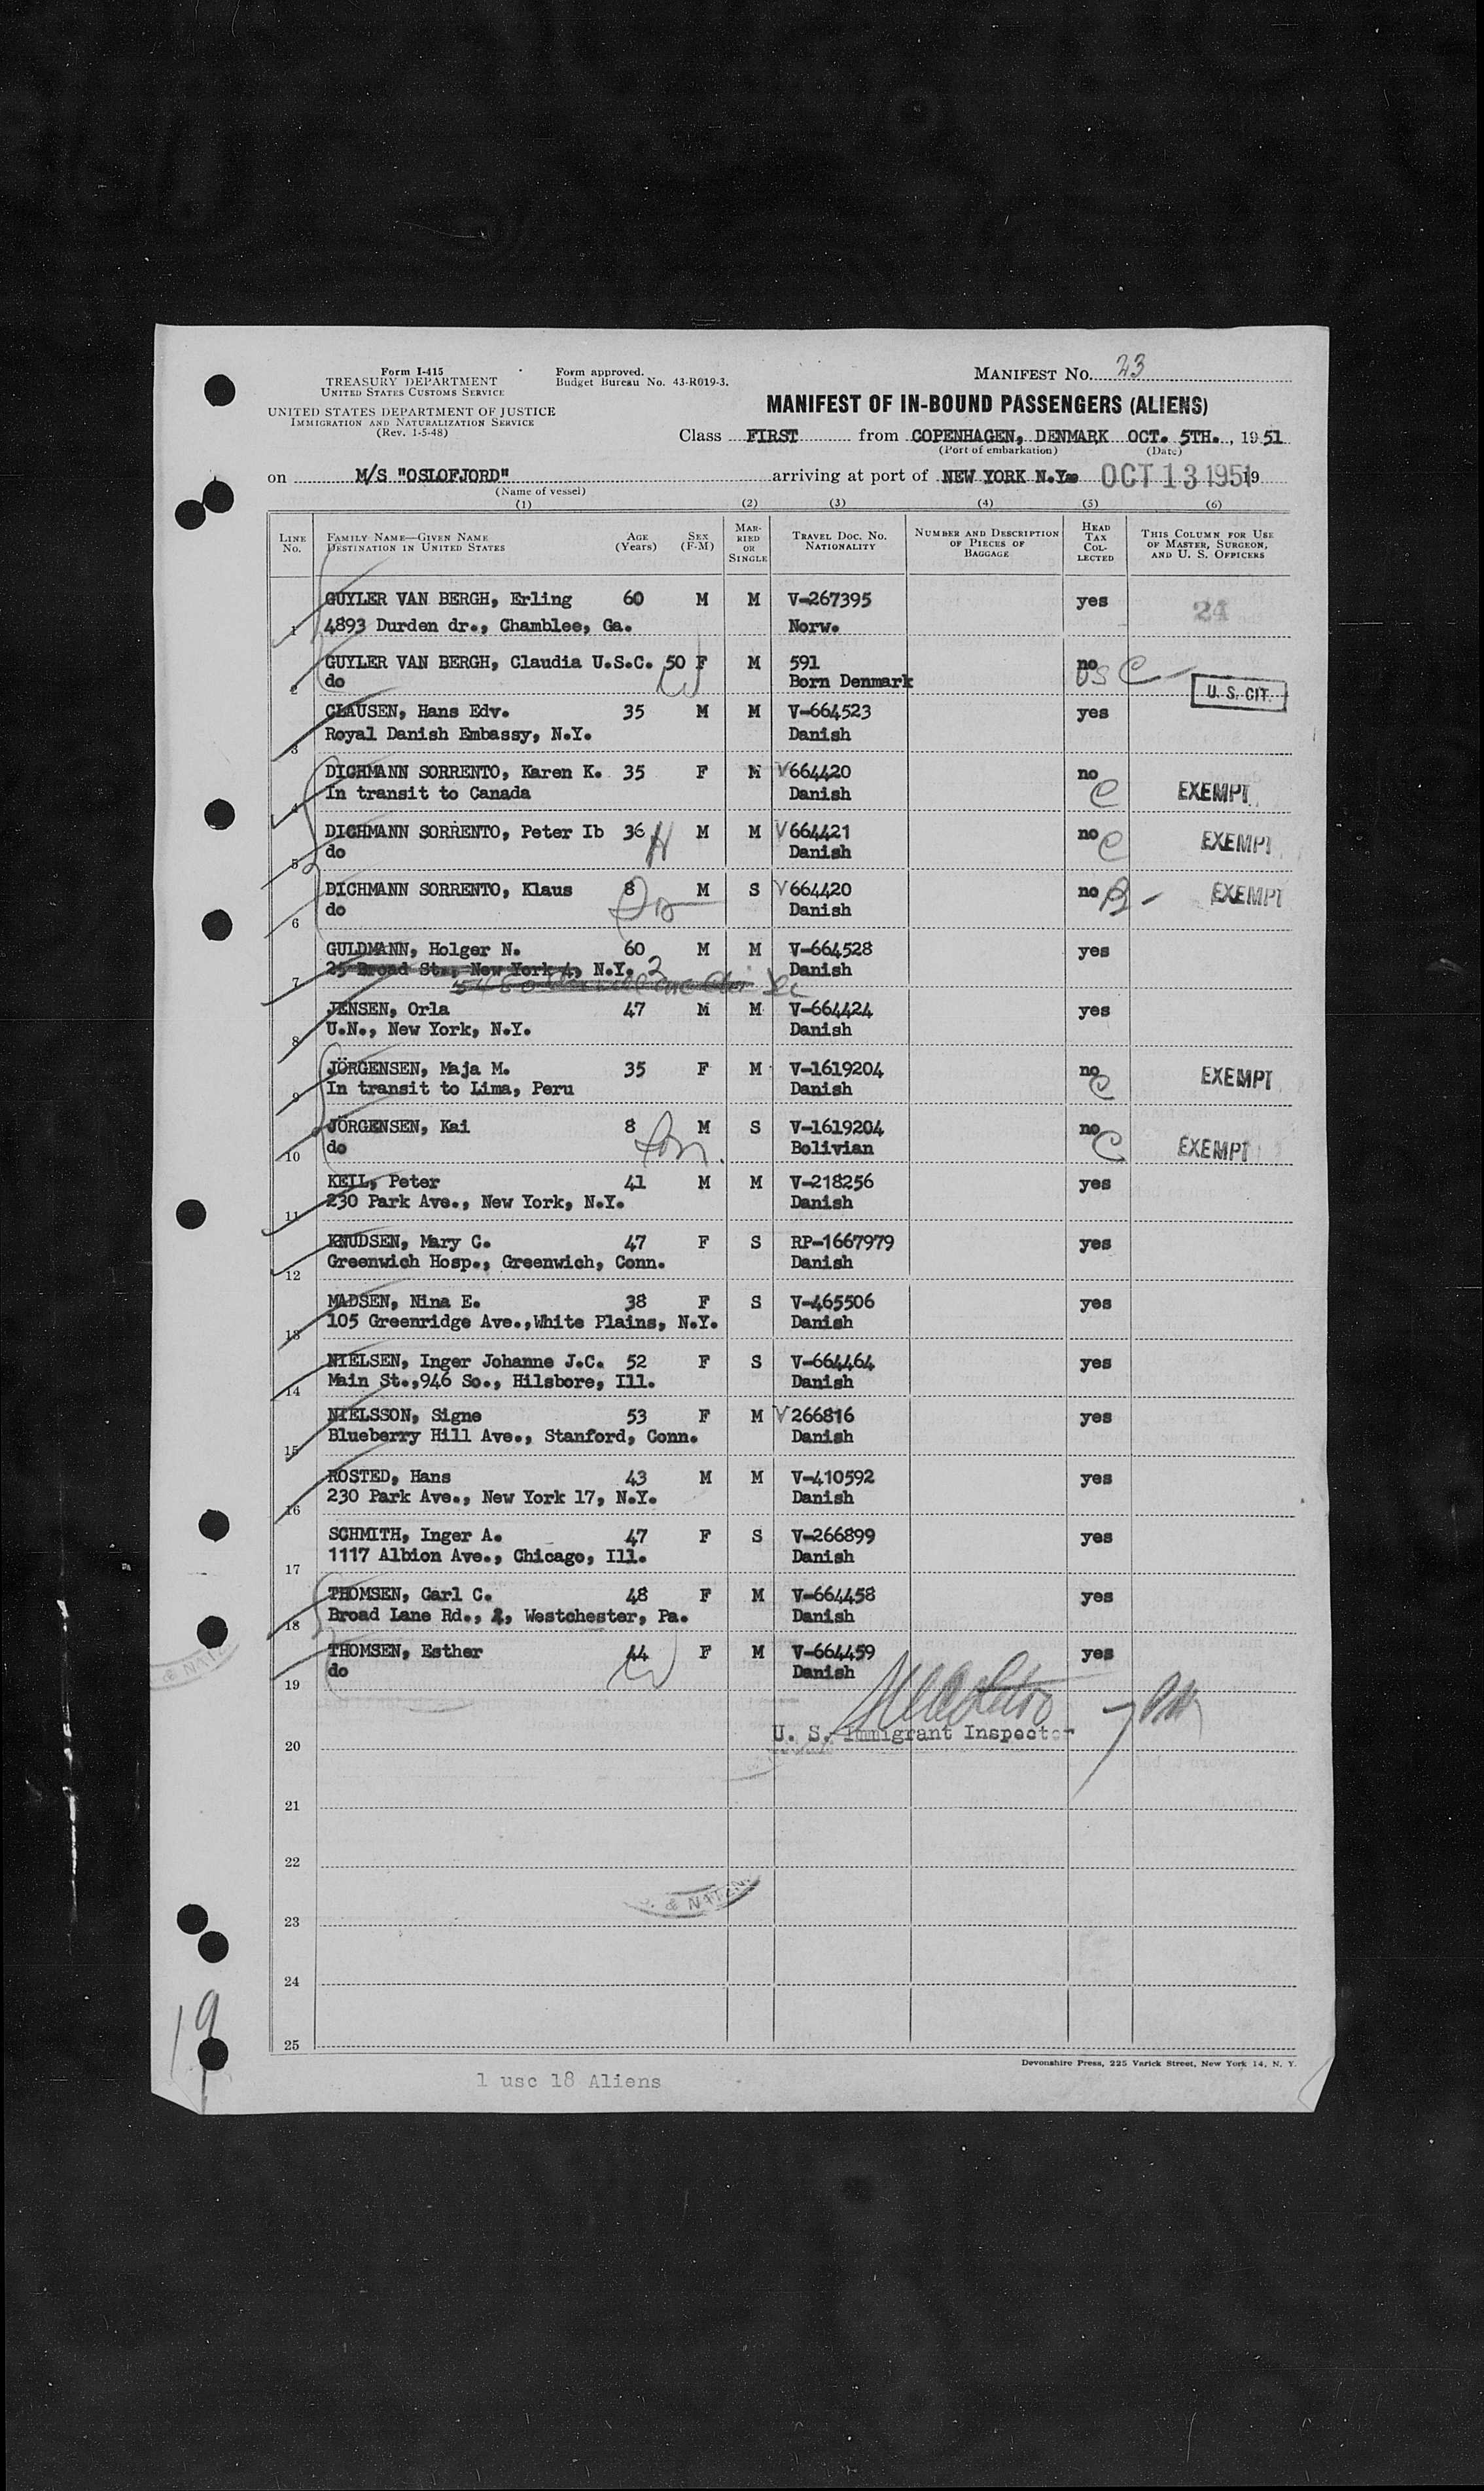 Form I-415
TREASURY DEPARTMENT
UNITED STATES CUSTOMS SERVICE
UNITED STATES DEPARTMENT OF JUSTICE
IMMIGRATION AND NATURALIZATION SERVICE
(Rev. 1-5-48)
Form approved.
Budget Bureau No. 43-R019-3.
MANIFEST NO. 23
MANIFEST OF IN-BOUND PASSENGERS (ALIENS)
Class FIRST from COPENHAGEN, DENMARK OCT. 5TH., 1951
(Port of embarkation) (Date)
on M/S "OSLOFJORD" arriving at port of NEW YORK N.Y. OCT 13 1951 19
(Name of vessel)
(1) (2) (3) (4) (5) (6)
LINE No. FAMILY NAME—GIVEN NAME DESTINATION IN UNITED STATES AGE (Years) SEX (F-M) MARRIED OR SINGLE TRAVEL DOC. NO. NATIONALITY NUMBER AND DESCRIPTION OF PIECES OF BAGGAGE HEAD TAX COLLECTED THIS COLUMN FOR USE OF MASTER, SURGEON, AND U. S. OFFICERS
GUYLER VAN BERGH, Erling 60 M M V-267395 yes 24
1 4893 Durden dr., Chamblee, Ga. Norw.
GUYLER VAN BERGH, Claudia U.S.C. 50 F M 591 no US C
2 do W Born Denmark U. S. CIT.
CLAUSEN, Hans Edv. 35 M M V-664523 yes
3 Royal Danish Embassy, N.Y. Danish
DICHMANN SORRENTO, Karen K. 35 F M V664420 no
4 In transit to Canada Danish C EXEMPT
DICHMANN SORRENTO, Peter Ib 36 H M M V664421 no C EXEMPT
5 do Danish
DICHMANN SORRENTO, Klaus 8 M S V664420 no EXEMPT
6 do Danish
GULDMANN, Holger N. 60 M M V-664528 yes
7 25 Broad St., New York 4, N.Y. Danish
JENSEN, Orla 47 M M V-664424 yes
8 U.N., New York, N.Y. Danish
JÖRGENSEN, Maja M. 35 F M V-1619204 no C EXEMPT
9 In transit to Lima, Peru Danish
JÖRGENSEN, Kai 8 son M S V-1619204 no C EXEMPT
10 do Bolivian
KEIL, Peter 41 M M V-218256 yes
11 230 Park Ave., New York, N.Y. Danish
KNUDSEN, Mary C. 47 F S RP-1667979 yes
12 Greenwich Hosp., Greenwich, Conn. Danish
MADSEN, Nina E. 38 F S V-465506 yes
13 105 Greenridge Ave.,White Plains, N.Y. Danish
NIELSEN, Inger Johanne J.C. 52 F S V-664464 yes
14 Main St.,946 So., Hilsbore, Ill. Danish
NIELSSON, Signe 53 F M V266816 yes
15 Blueberry Hill Ave., Stanford, Conn. Danish
ROSTED, Hans 43 M M V-410592 yes
16 230 Park Ave., New York 17, N.Y. Danish
SCHMITH, Inger A. 47 F S V-266899 yes
17 1117 Albion Ave., Chicago, Ill. Danish
THOMSEN, Carl C. 48 F M V-664458 yes
18 Broad Lane Rd., 2, Westchester, Pa. Danish
THOMSEN, Esther 44 F M V-664459 yes
19 do W Danish
20 U. S. Immigrant Inspector
21
22
& NATZN.
23
24
25
Devonshire Press, 225 Varick Street, New York 14, N. Y.
1 usc 18 Aliens
19